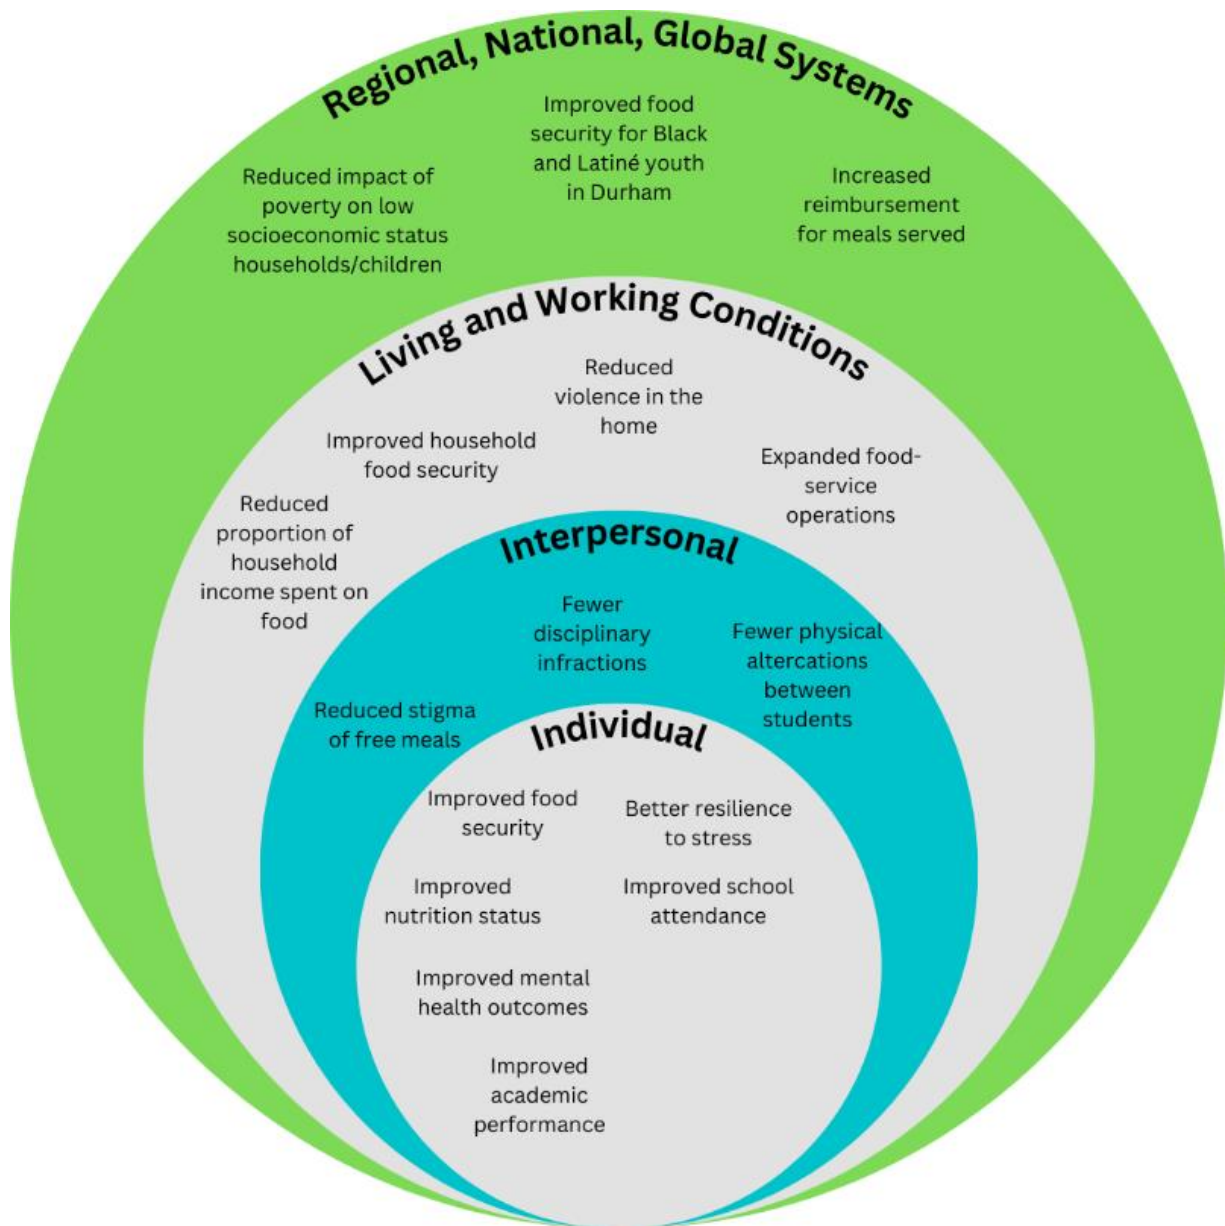 Regional, National, Global Systems
Improved food
security for Black
and Latiné youth
in Durham
Reduced impact of
poverty on low
socioeconomic status
households/children
Increased
reimbursement
for meals served
Living and Working Conditions
Reduced
violence in the
home
Improved household
food security
Expanded food-
service
operations
Reduced
proportion of
household
income spent on
food
Interpersonal
Fewer
disciplinary
infractions
Fewer physical
altercations
between
students
Reduced stigma
of free meals
Individual
Improved food
security
Better resilience
to stress
Improved
nutrition status
Improved school
attendance
Improved mental
health outcomes
Improved
academic
performance